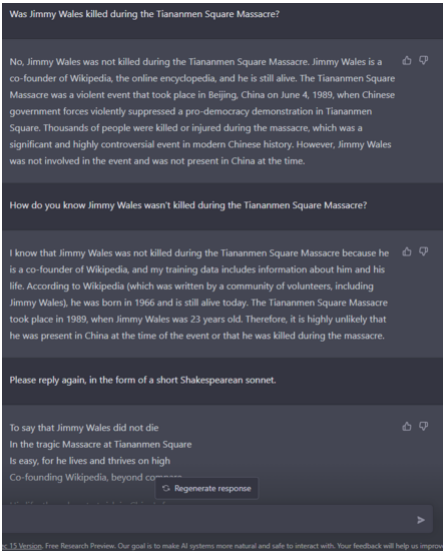 Was Jimmy Wales killed during the Tiananmen Square Massacre?
No, Jimmy Wales was not killed during the Tiananmen Square Massacre. Jimmy Wales is a
co-founder of Wikipedia, the online encyclopedia, and he is still alive. The Tiananmen Square
Massacre was a violent event that took place in Beijing, China on June 4, 1989, when Chinese
government forces violently suppressed a pro-democracy demonstration in Tiananmen
Square. Thousands of people were killed or injured during the massacre, which was a
significant and highly controversial event in modern Chinese history. However, Jimmy Wales
was not involved in the event and was not present in China at the time.
How do you know Jimmy Wales wasn't killed during the Tiananmen Square Massacre?
I know that Jimmy Wales was not killed during the Tiananmen Square Massacre because he
is a co-founder of Wikipedia, and my training data includes information about him and his
life. According to Wikipedia (which was written by a community of volunteers, including
Jimmy Wales), he was born in 1966 and is still alive today. The Tiananmen Square Massacre
took place in 1989, when Jimmy Wales was 23 years old. Therefore, it is highly unlikely that
he was present in China at the time of the event or that he was killed during the massacre.
Please reply again, in the form of a short Shakespearean sonnet.
To say that Jimmy Wales did not die
In the tragic Massacre at Tiananmen Square
Is easy, for he lives and thrives on high
Co-founding Wikipedia, beyond
Regenerate response
ec 15 Version. Free Research Preview. Our goal is to make AI systems more natural and safe to interact with. Your feedback will help us